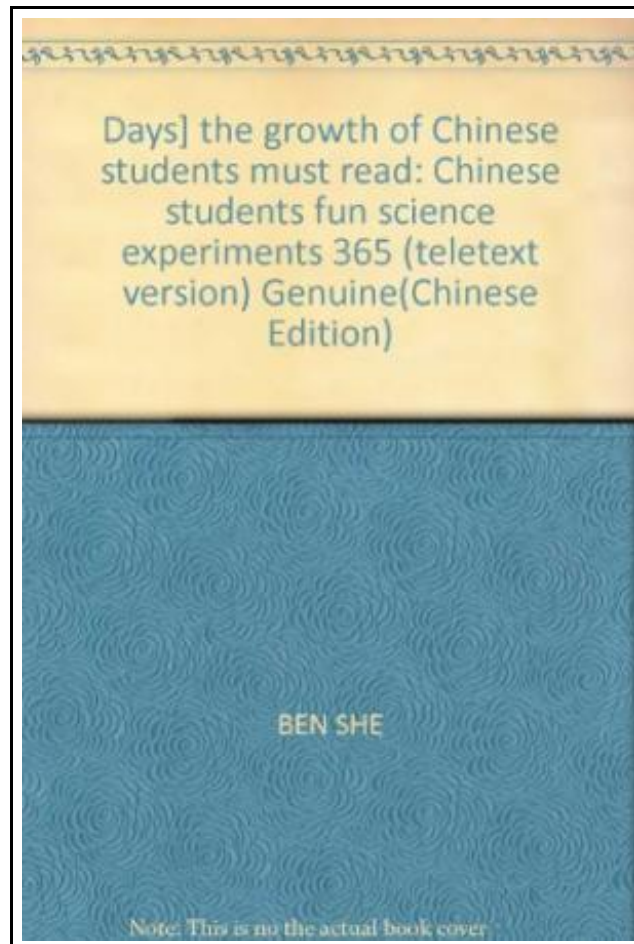 Days] the growth of Chinese
students must read: Chinese
students fun science
experiments 365 (teletext
version) Genuine(Chinese
Edition)
BEN SHE
Note: This is no the actual book cover